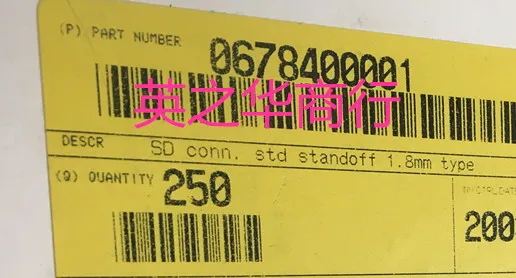 (P) PART NUMBER 0678400001
英之华商行
DESCR SD conn. std standoff 1.8mm type
(Q) QUANTITY 250
200